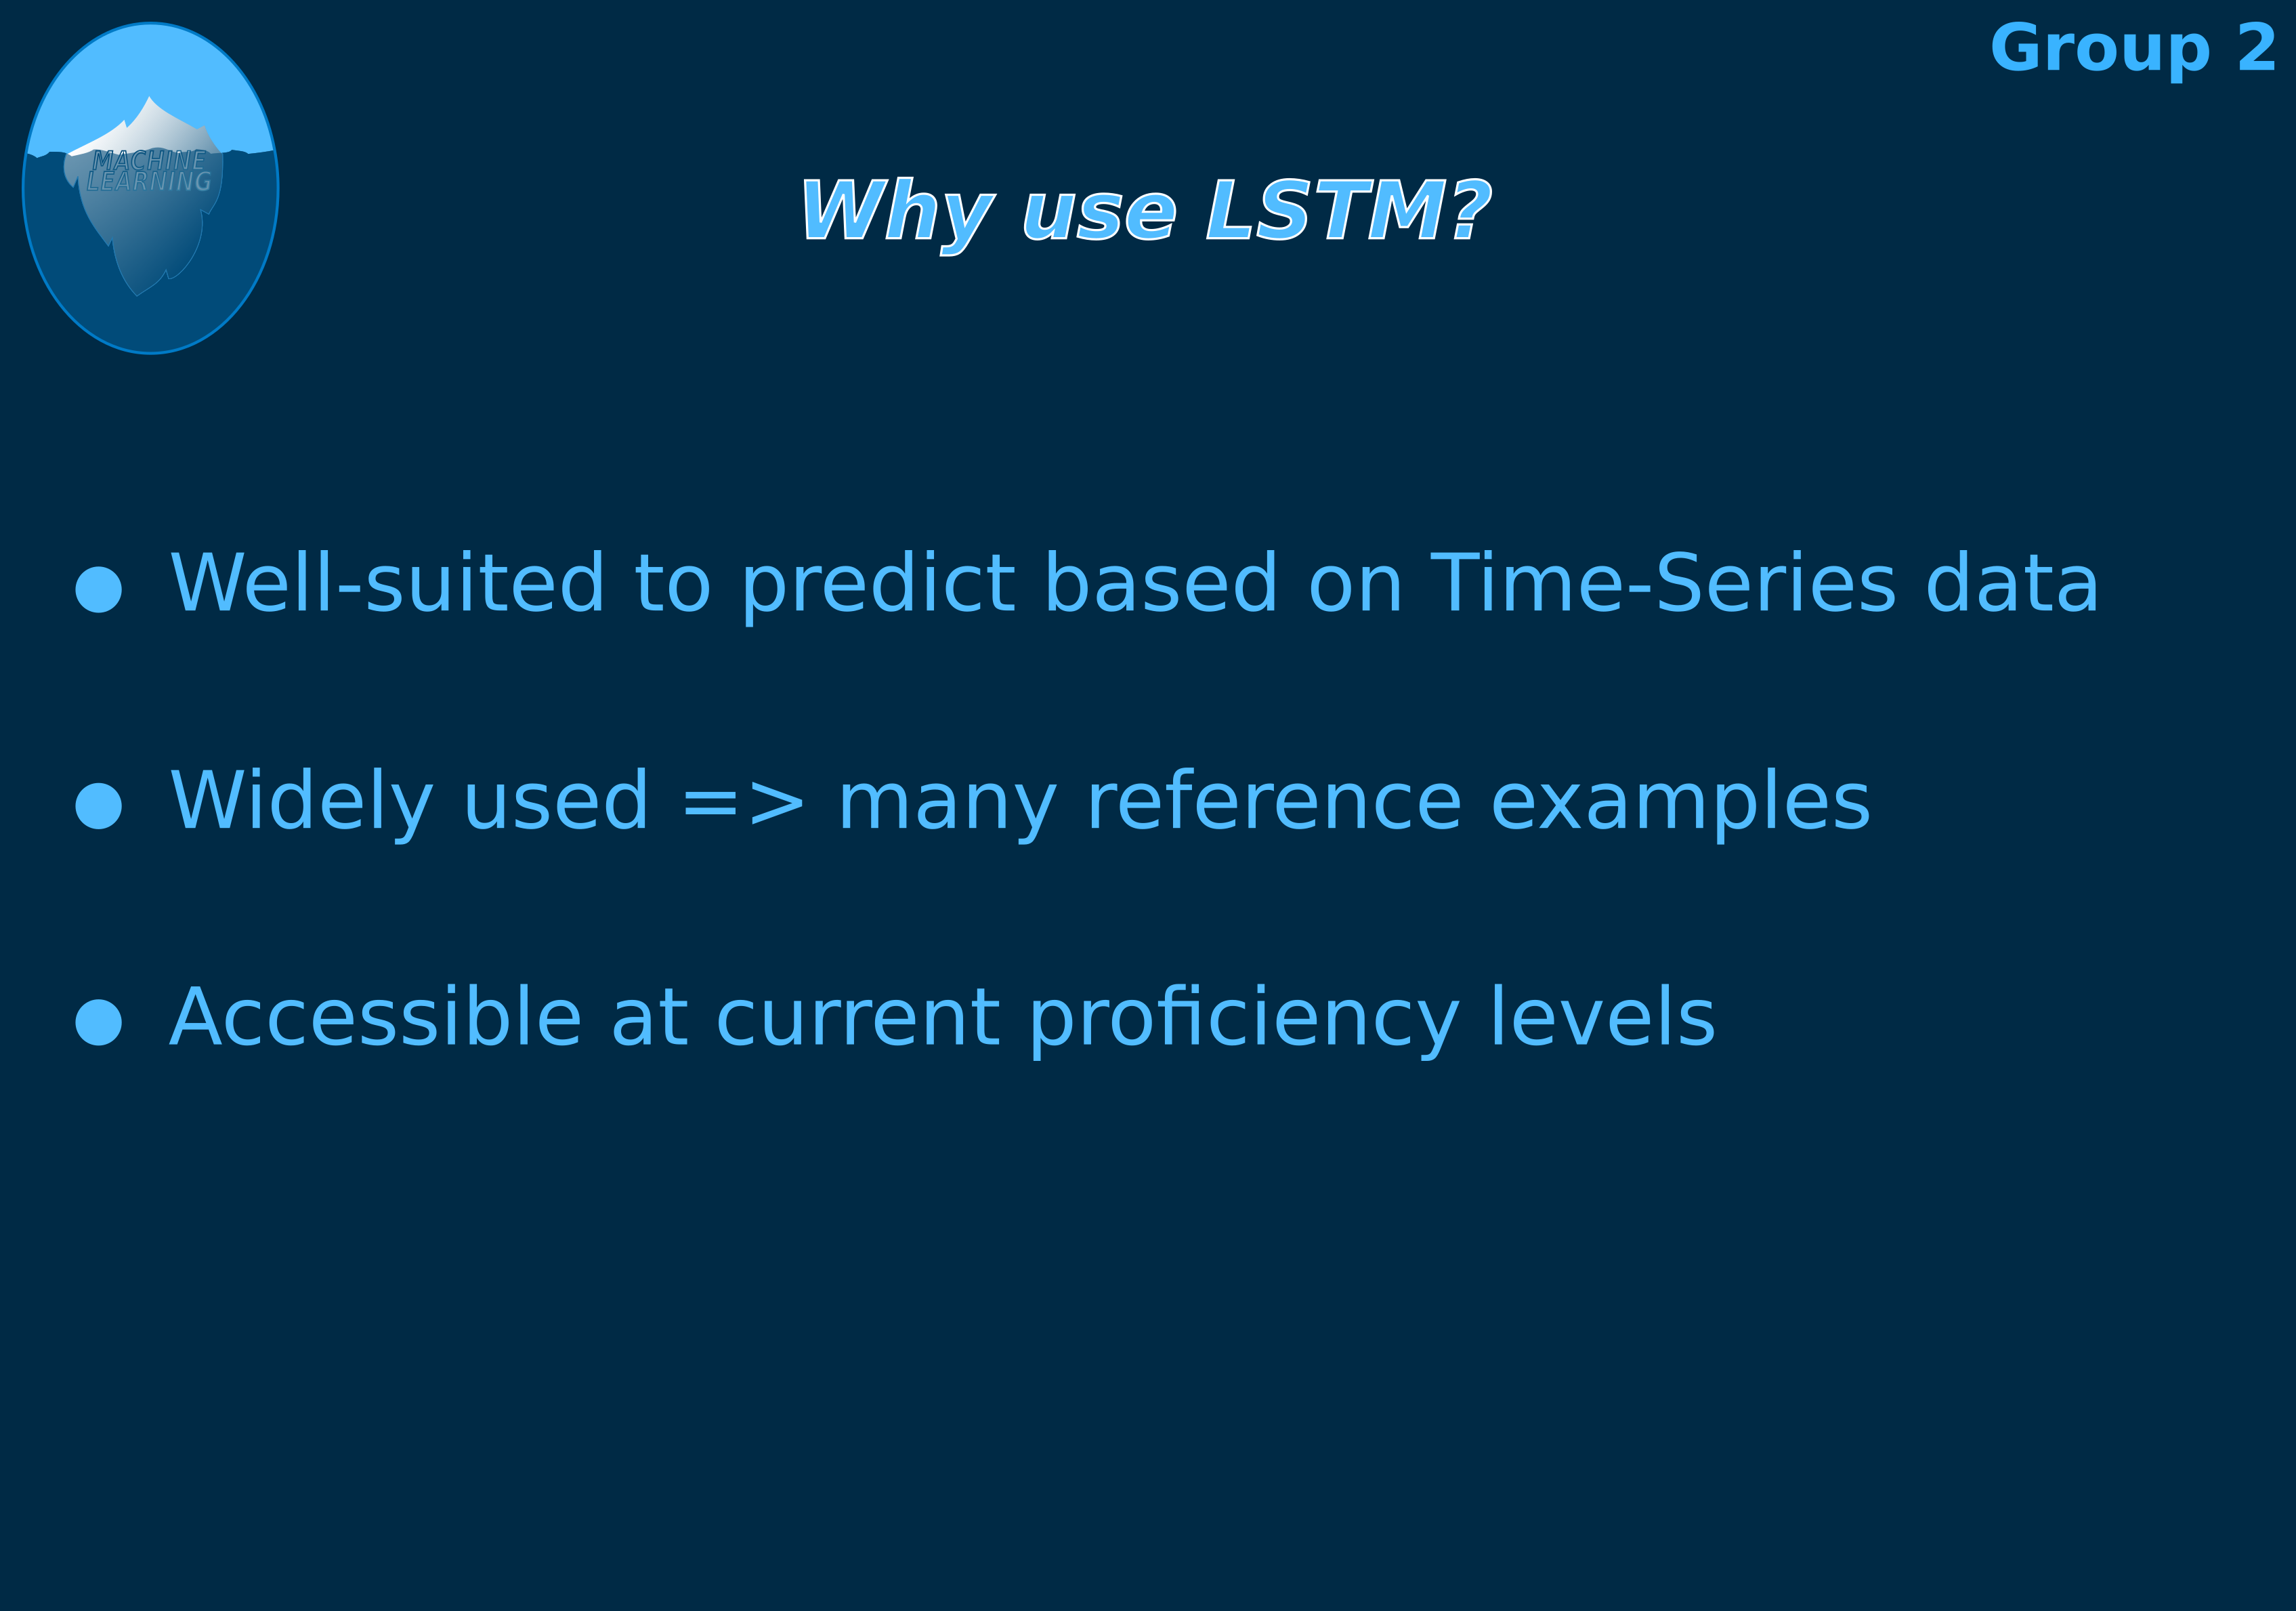 Group 2
MACHINE
LEARNING
Why use LSTM?
● Well-suited to predict based on Time-Series data
● Widely used => many reference examples
● Accessible at current proficiency levels